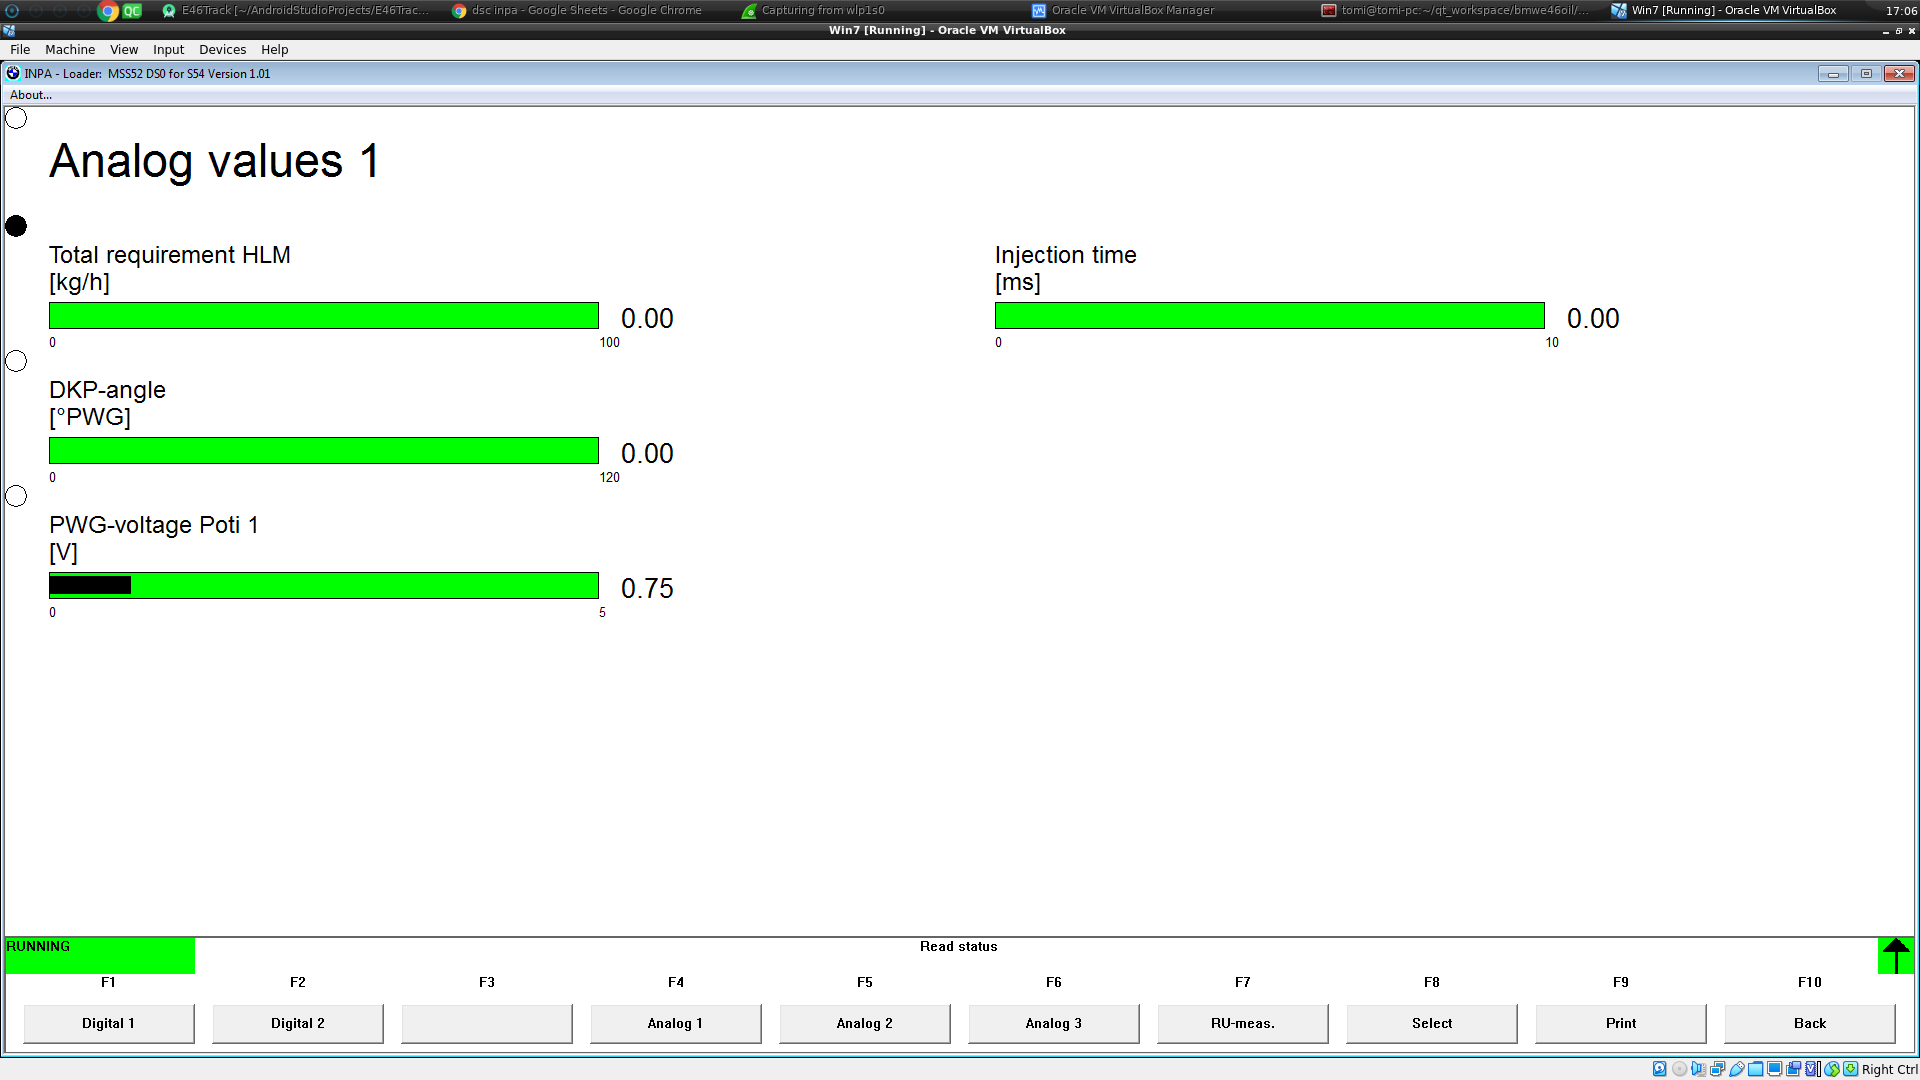 E46Track [~/AndroidStudioProjects/E46Trac... dsc inpa - Google Sheets - Google Chrome Capturing from wlp1s0 Oracle VM VirtualBox Manager tomi@tomi-pc:~/qt_workspace/bmwe46oil/... Win7 [Running] - Oracle VM VirtualBox 17:06
QC
Win7 [Running] - Oracle VM VirtualBox
File Machine View Input Devices Help
INPA - Loader: MSS52 DS0 for S54 Version 1.01
About...
Analog values 1
Total requirement HLM
[kg/h]
0.00
0 100
Injection time
[ms]
0.00
0 10
DKP-angle
[°PWG]
0.00
0 120
PWG-voltage Poti 1
[V]
0.75
0 5
RUNNING Read status
F1 F2 F3 F4 F5 F6 F7 F8 F9 F10
Digital 1 Digital 2 Analog 1 Analog 2 Analog 3 RU-meas. Select Print Back
Right Ctrl